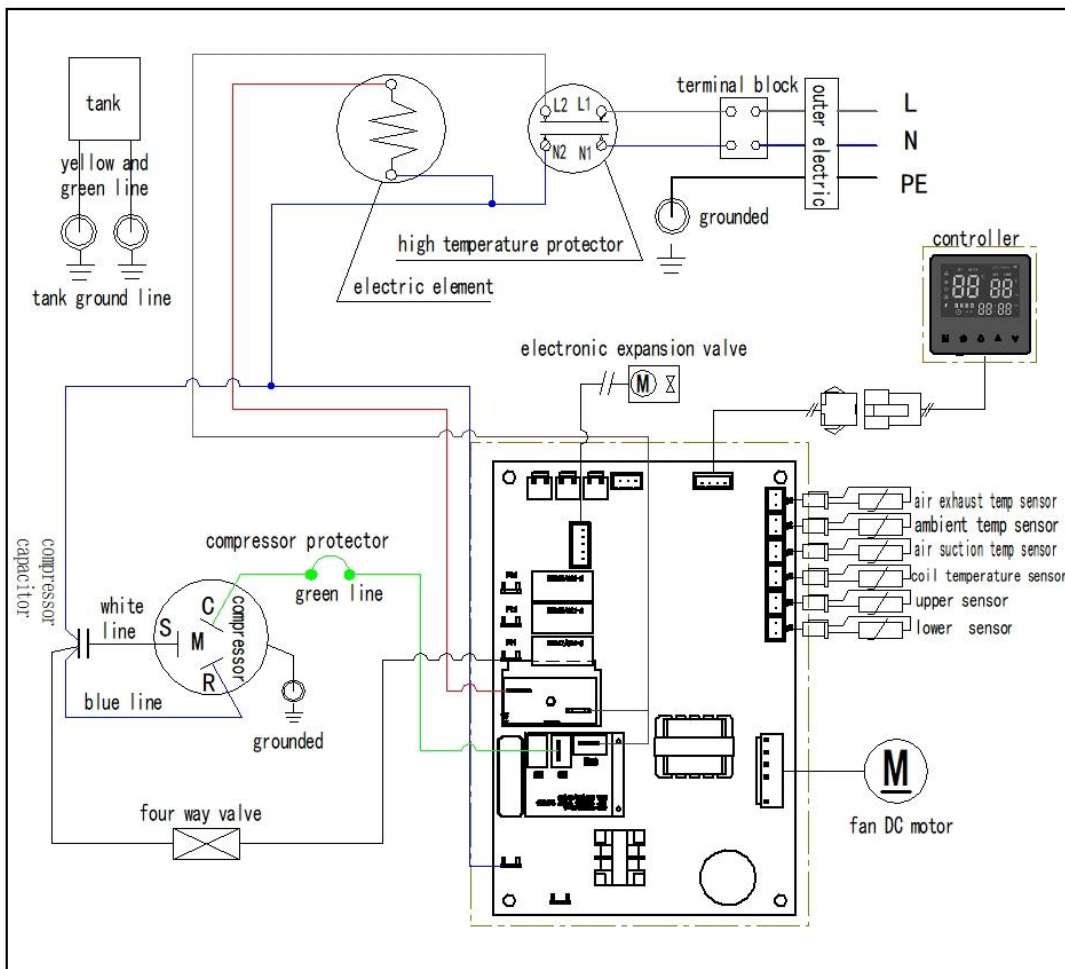 tank
yellow and
green line
tank ground line
L2
L1
N2
N1
terminal block
outer electric
L
N
PE
grounded
high temperature protector
electric element
controller
88
88
88 88
electronic expansion valve
M
air exhaust temp sensor
ambient temp sensor
air suction temp sensor
coil temperature sensor
upper sensor
lower sensor
compressor protector
green line
compressor
capacitor
white
line
S
C
M
R
compressor
blue line
grounded
four way valve
M
fan DC motor